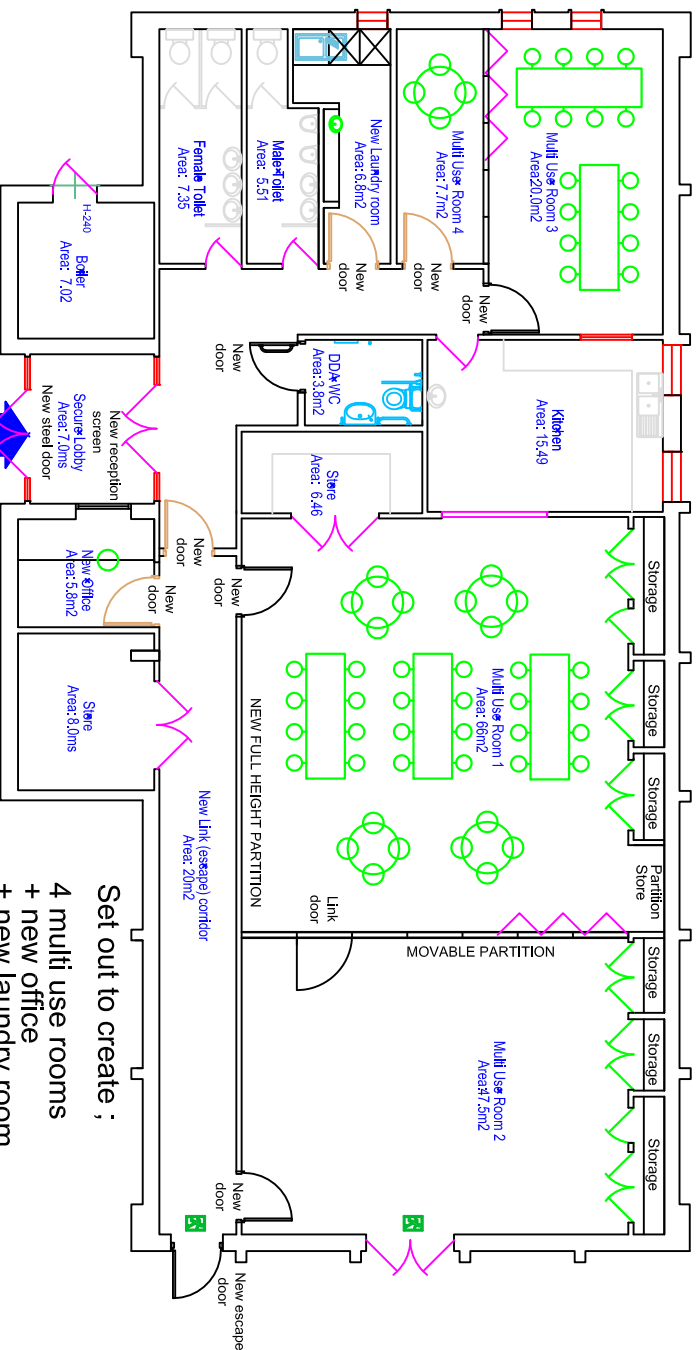 Multi Use Room 3
Area:20.0m2
Multi Use Room 4
Area: 7.7m2
New Laundry room
Area:6.8m2
Male Toilet
Area: 5.51
Female Toilet
Area: 7.35
H-240
Boiler
Area: 7.02
New
door
New
door
New
door
Kitchen
Area: 15.49
DDA WC
Area:3.8m2
New
door
Store
Area: 6.46
New reception
screen
Secure Lobby
Area:7.0ms
New steel door
New
door
New
door
New
door
New Office
Area:5.8m2
Store
Area:8.0ms
Storage
Storage
Storage
Partition
Store
Storage
Storage
Storage
Multi Use Room 1
Area: 66m2
NEW FULL HEIGHT PARTITION
Link
door
MOVABLE PARTITION
Multi Use Room 2
Area:47.5m2
New Link (escape) corridor
Area: 20m2
New
door
New escape
door
Set out to create ;
4 multi use rooms
+ new office
+ new laundry room